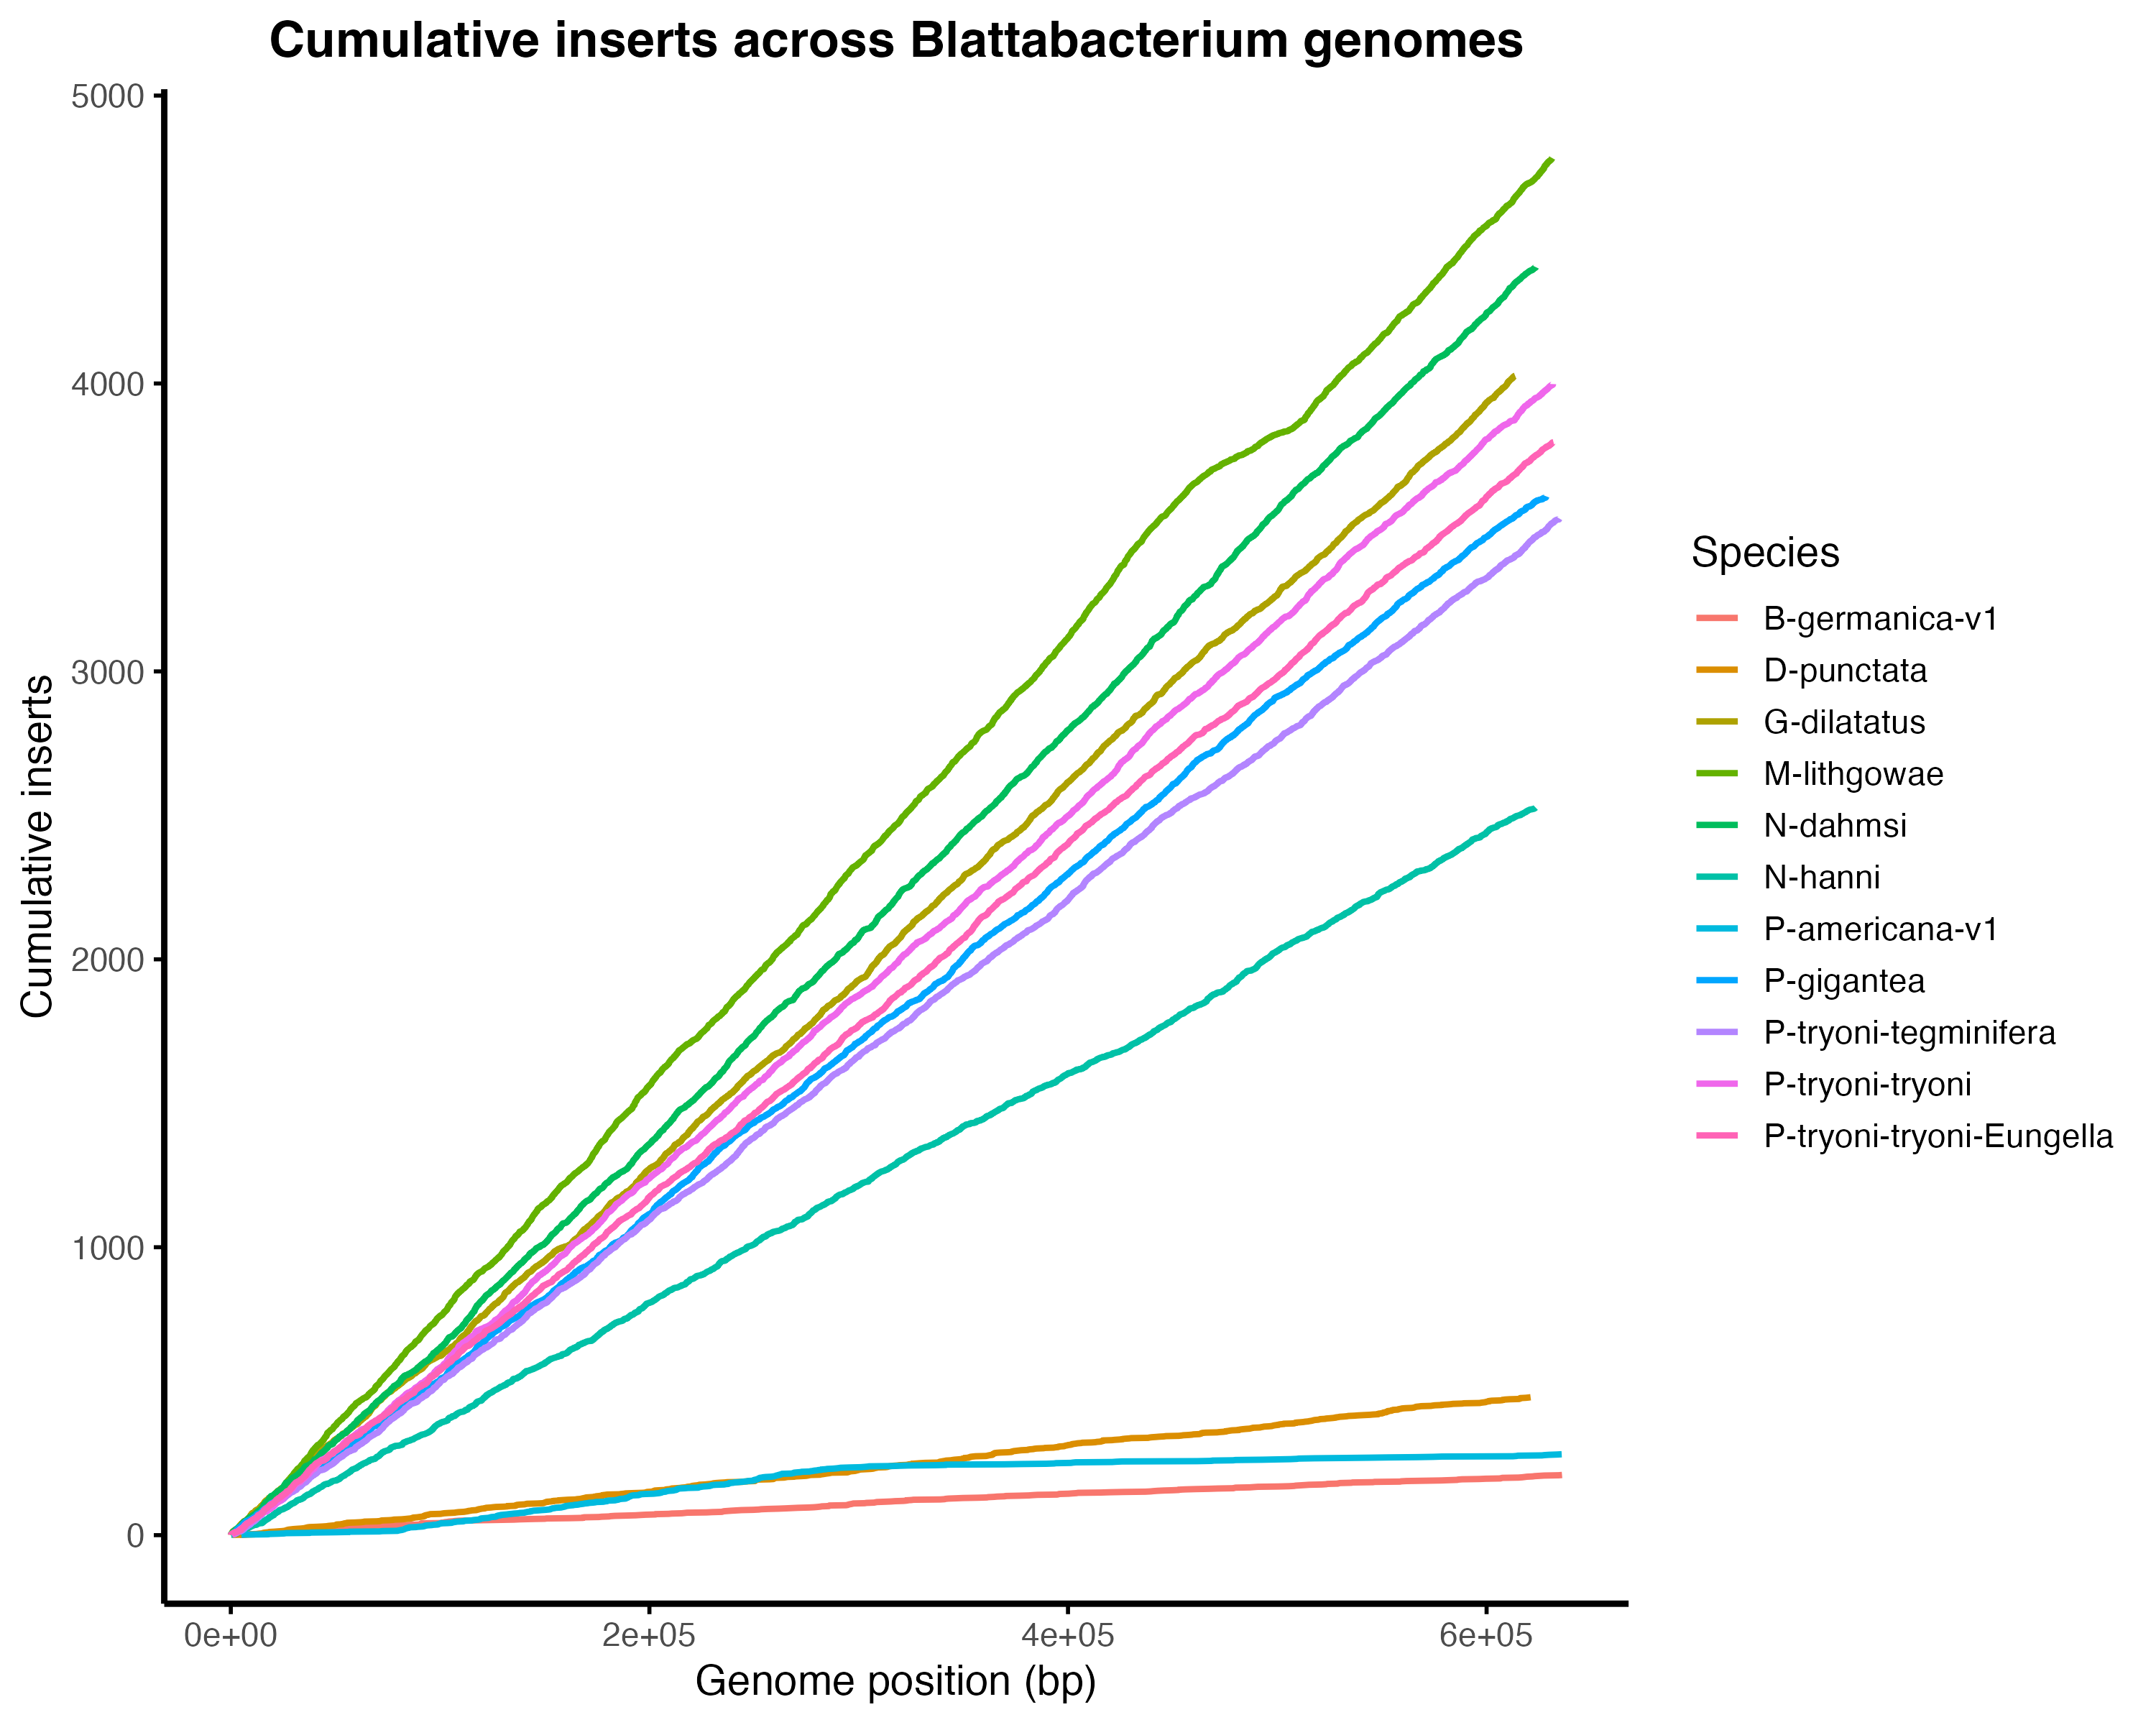 Cumulative inserts across Blattabacterium genomes
5000
4000
3000
2000
1000
0
Cumulative inserts
0e+00 2e+05 4e+05 6e+05
Genome position (bp)
Species
B-germanica-v1
D-punctata
G-dilatatus
M-lithgowae
N-dahmsi
N-hanni
P-americana-v1
P-gigantea
P-tryoni-tegminifera
P-tryoni-tryoni
P-tryoni-tryoni-Eungella